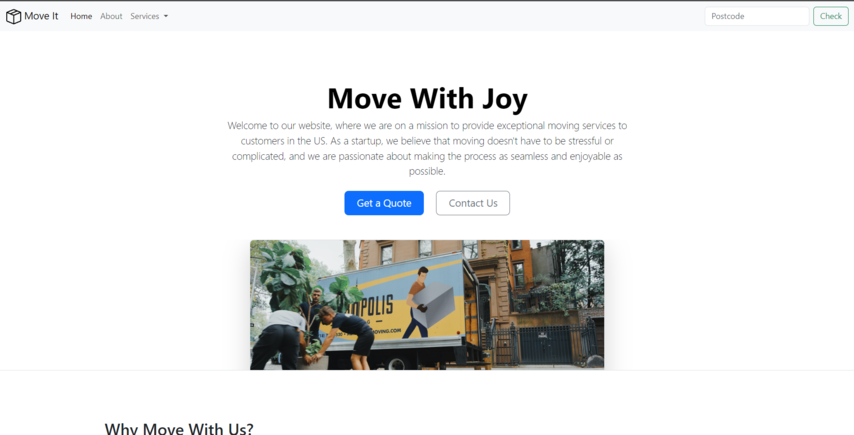 Move It Home About Services Postcode Check
Move With Joy
Welcome to our website, where we are on a mission to provide exceptional moving services to
customers in the US. As a startup, we believe that moving doesn't have to be stressful or
complicated, and we are passionate about making the process as seamless and enjoyable as
possible.
Get a Quote Contact Us
OPOLIS
MOVING.COM
Why Move With Us?